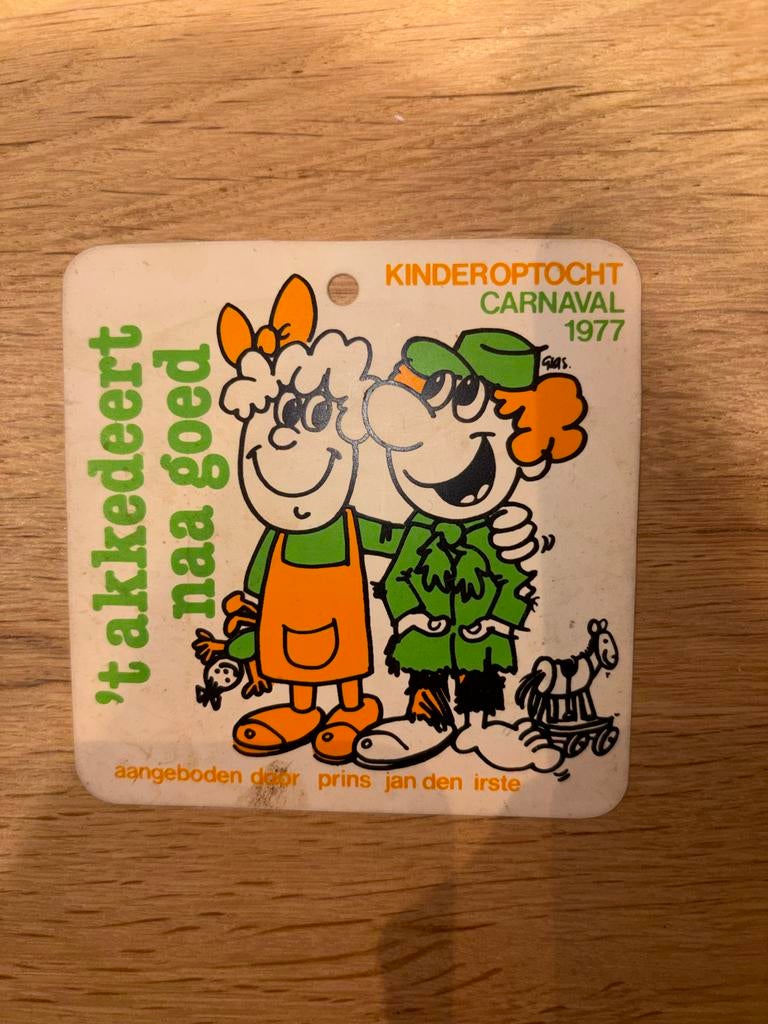 KINDEROPTOCHT
CARNAVAL
1977
't akkedeert
naa goed
aangeboden door prins jan den irste